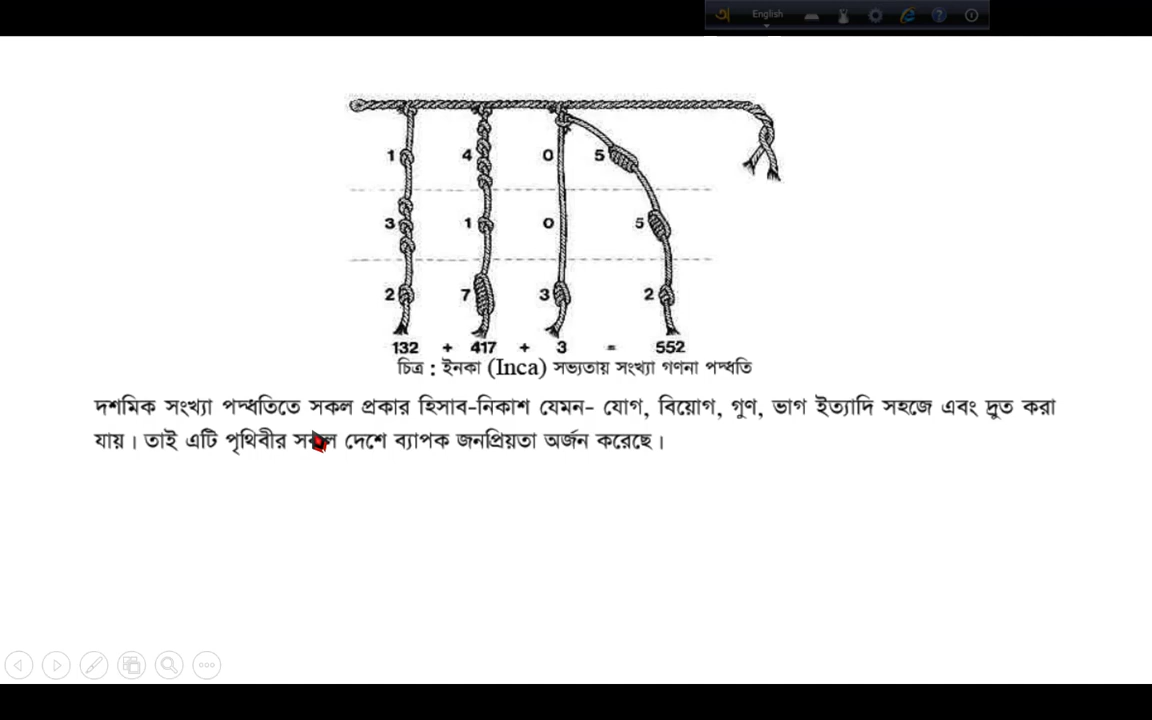 অ English
1 4 0 5
3 1 0 5
2 7 3 2
132 + 417 + 3 = 552
চিত্র : ইনকা (Inca) সভ্যতায় সংখ্যা গণনা পদ্ধতি
দশমিক সংখ্যা পদ্ধতিতে সকল প্রকার হিসাব-নিকাশ যেমন- যোগ, বিয়োগ, গুণ, ভাগ ইত্যাদি সহজে এবং দ্রুত করা
যায়। তাই এটি পৃথিবীর সকল দেশে ব্যাপক জনপ্রিয়তা অর্জন করেছে।